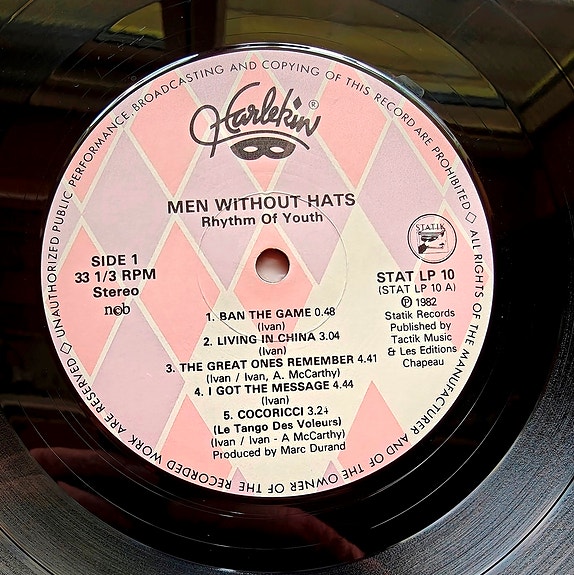 UNAUTHORIZED PUBLIC PERFORMANCE, BROADCASTING AND COPYING OF THIS RECORD ARE PROHIBITED ◇ ALL RIGHTS OF THE MANUFACTURER AND OF THE OWNER OF THE RECORDED WORK ARE RESERVED ◇
Harlekin ®
MEN WITHOUT HATS
Rhythm Of Youth
STATIK
SIDE 1
33 1/3 RPM
Stereo
ncb
STAT LP 10
(STAT LP 10 A)
℗ 1982
Statik Records
Published by
Tactik Music
& Les Editions
Chapeau
1. BAN THE GAME 0.48
(Ivan)
2. LIVING IN CHINA 3.04
(Ivan)
3. THE GREAT ONES REMEMBER 4.41
(Ivan / Ivan, A. McCarthy)
4. I GOT THE MESSAGE 4.44
(Ivan)
5. COCORICCI 3.24
(Le Tango Des Voleurs)
(Ivan / Ivan - A McCarthy)
Produced by Marc Durand